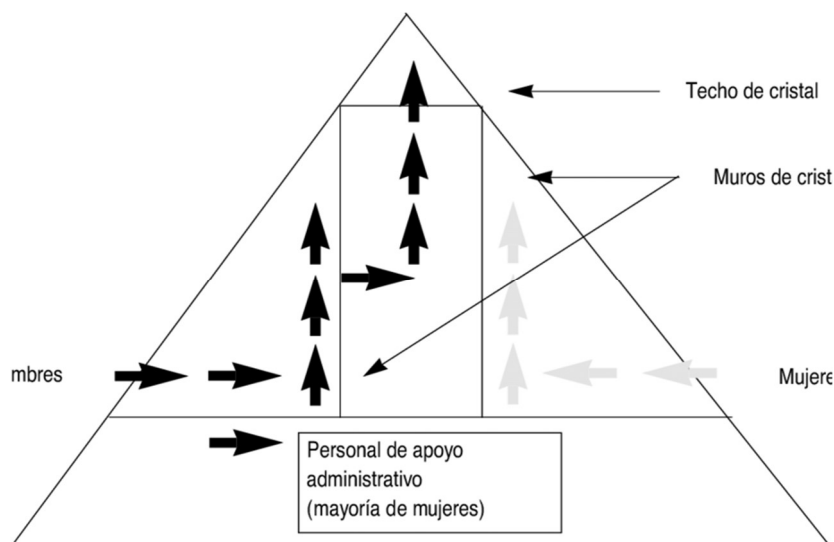 Techo de cristal
Muros de crist
mbres
Mujere
Personal de apoyo
administrativo
(mayoría de mujeres)